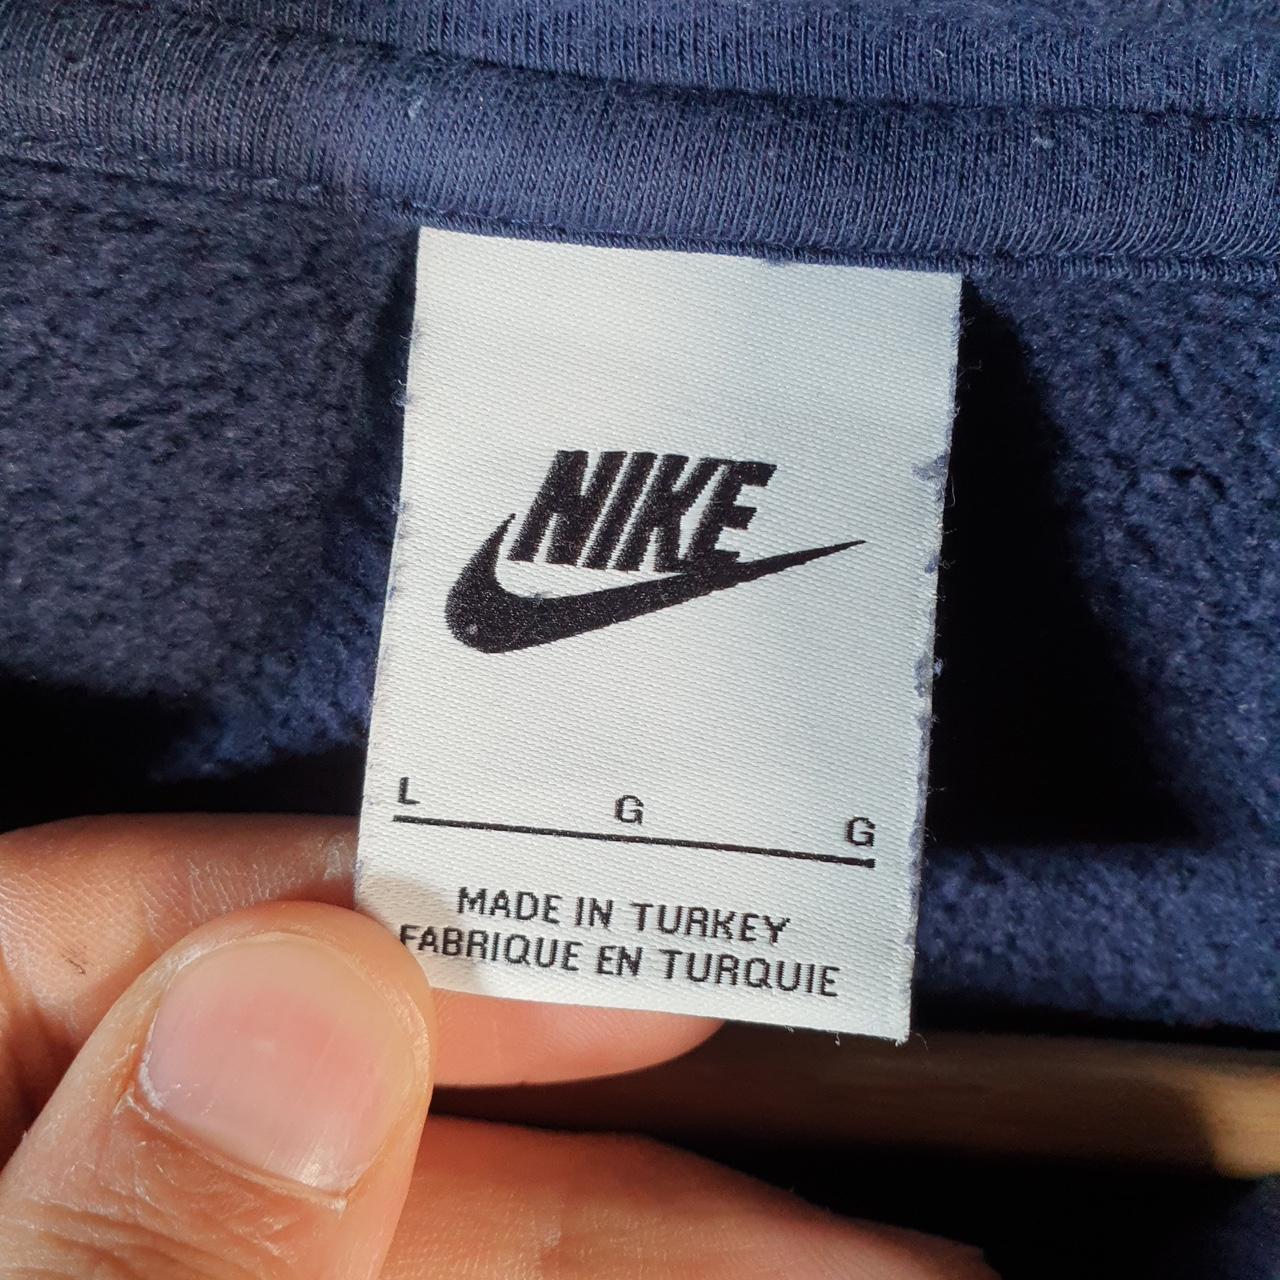 NIKE
L G G
MADE IN TURKEY
FABRIQUE EN TURQUIE